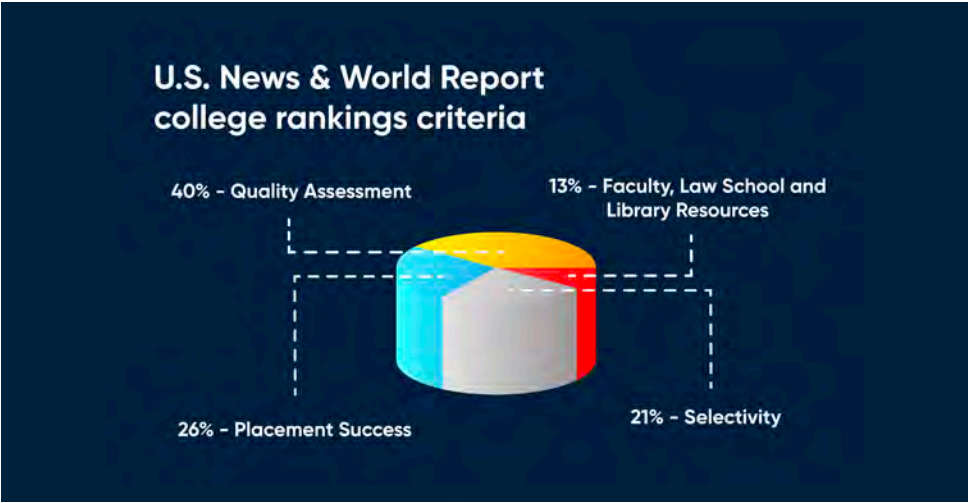 U.S. News & World Report
college rankings criteria
40% - Quality Assessment
13% - Faculty, Law School and
Library Resources
26% - Placement Success
21% - Selectivity